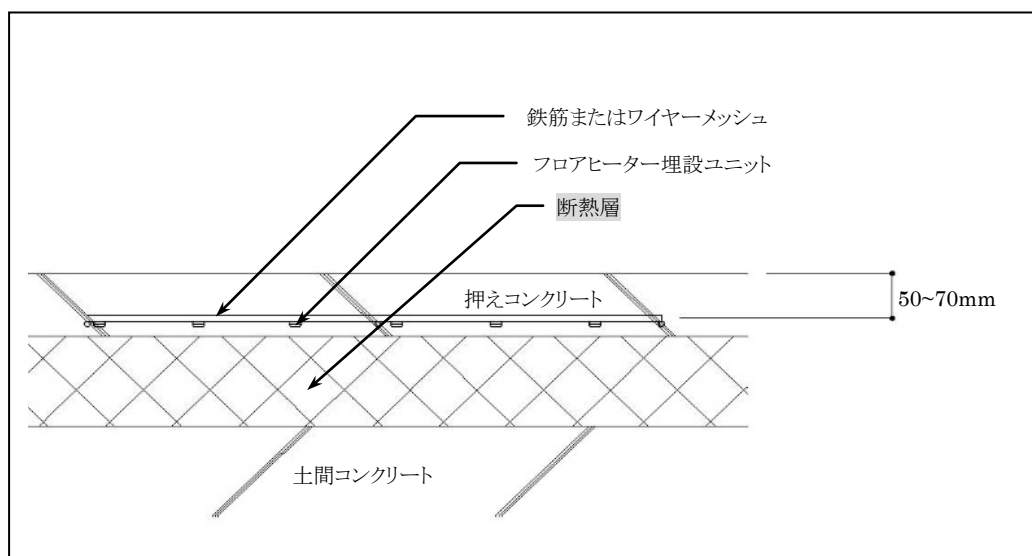 鉄筋またはワイヤーメッシュ
フロアヒーター埋設ユニット
断熱層
押えコンクリート
50~70mm
土間コンクリート